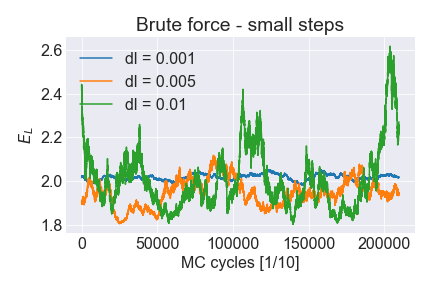 Brute force - small steps
dl = 0.001
dl = 0.005
dl = 0.01
E_L
2.6
2.4
2.2
2.0
1.8
0 50000 100000 150000 200000
MC cycles [1/10]